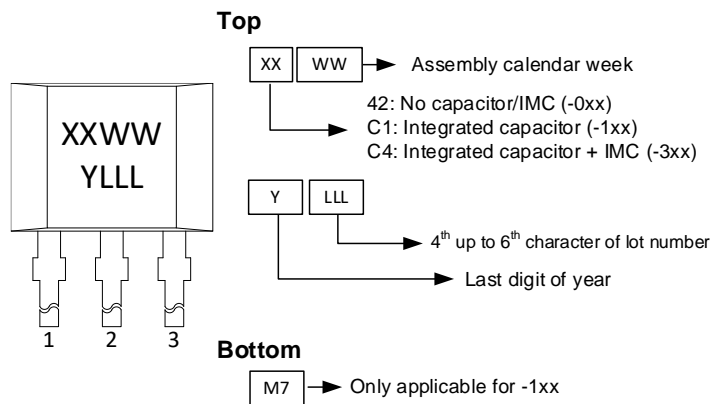 Top
XX WW Assembly calendar week
42: No capacitor/IMC (-0xx)
C1: Integrated capacitor (-1xx)
C4: Integrated capacitor + IMC (-3xx)
XXWW
YLLL
Y LLL
4th up to 6th character of lot number
Last digit of year
1 2 3
Bottom
M7 Only applicable for -1xx